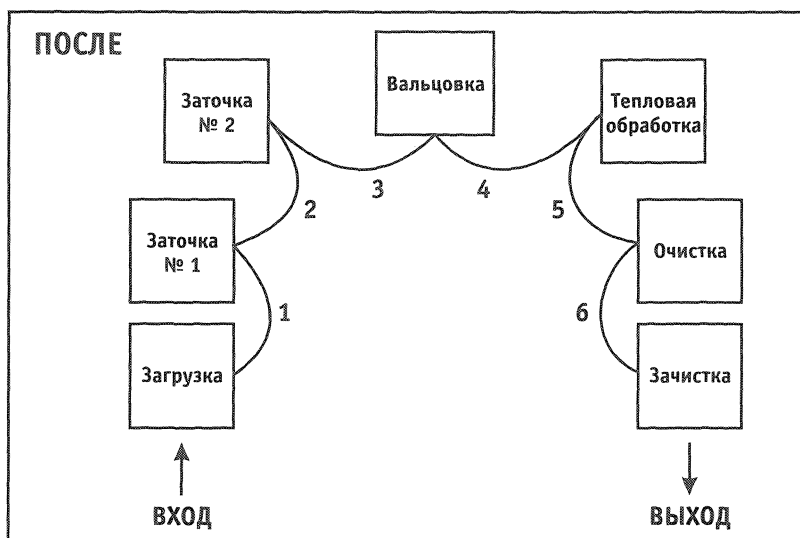 ПОСЛЕ
Заточка
№ 2
Вальцовка
Тепловая
обработка
2
3
4
5
Заточка
№ 1
Очистка
1
6
Загрузка
Зачистка
ВХОД
ВЫХОД